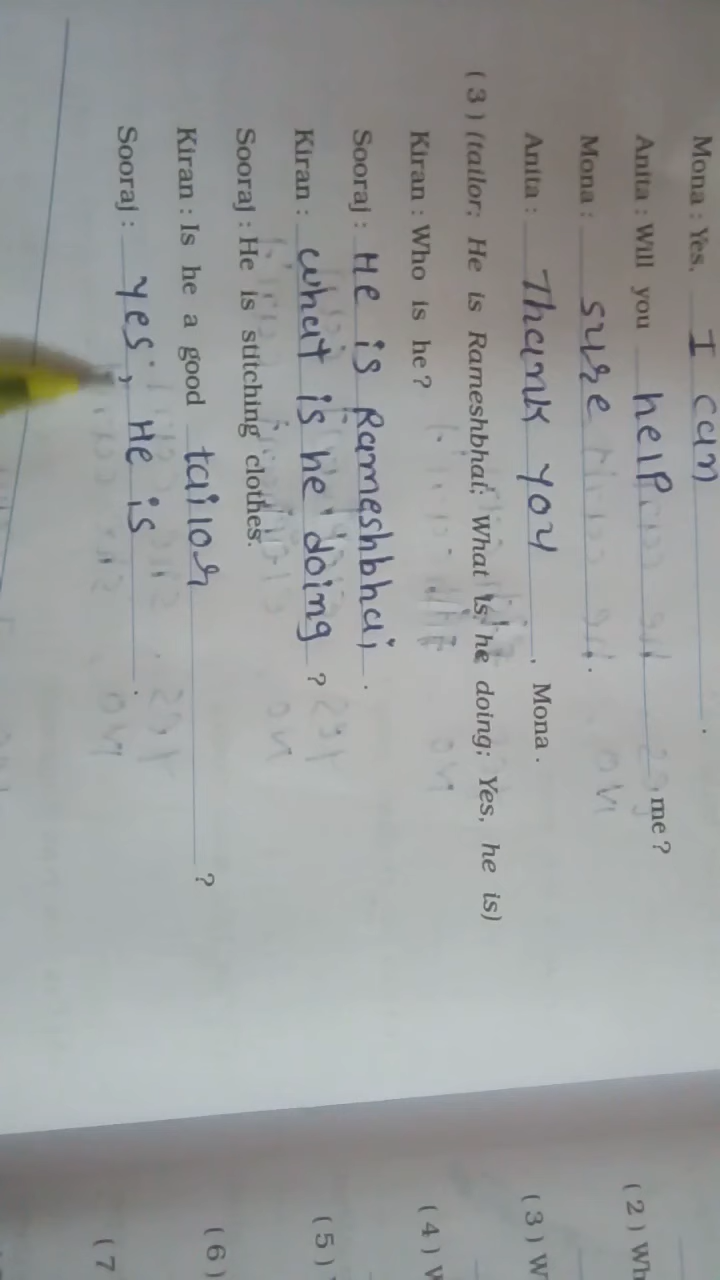 Mona : Yes, I can .
Anita : Will you help me ?
Mona : sure .
Anita : Thank you . Mona .
( 3 ) (tailor; He is Rameshbhai; What is he doing; Yes, he is)
Kiran : Who is he ?
Sooraj : He is Rameshbhai .
Kiran : what is he doing ?
Sooraj : He is stitching clothes.
Kiran : Is he a good tailor ?
Sooraj : yes, He is .
( 2 ) Wh
( 3 ) W
( 4 ) W
( 5 )
( 6 )
( 7